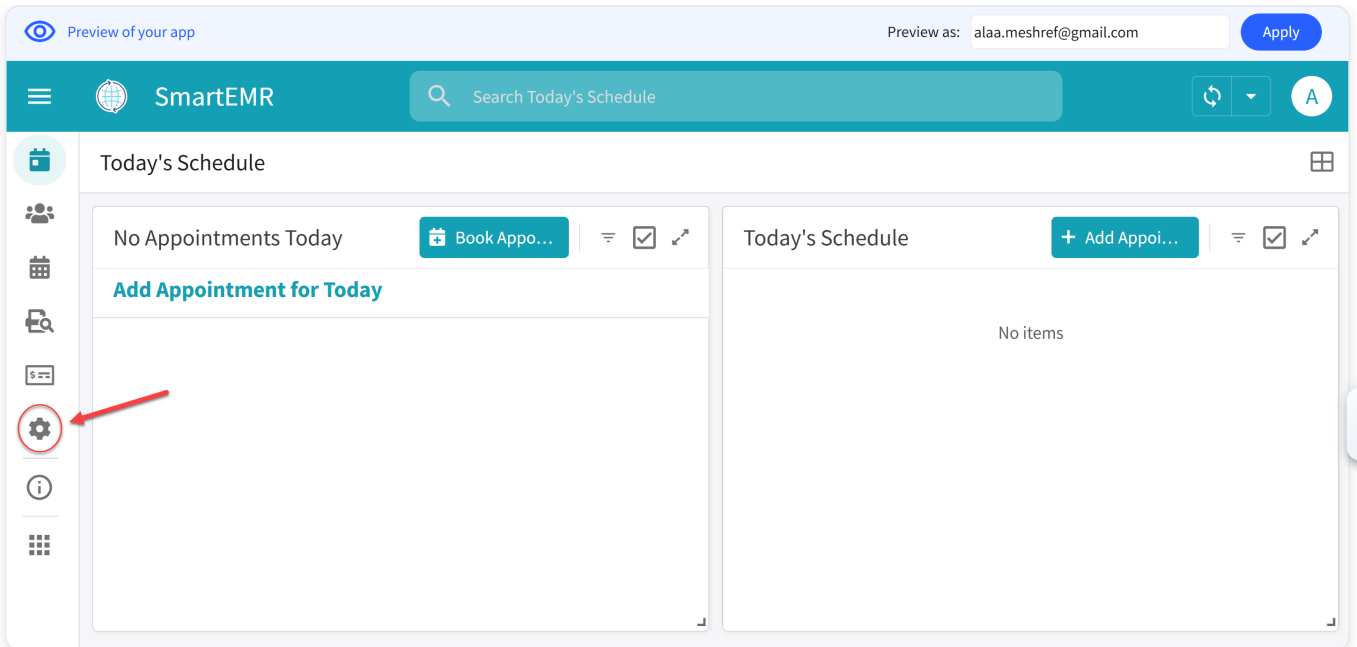 Preview of your app
Preview as: alaa.meshref@gmail.com Apply
SmartEMR
Search Today's Schedule
A
Today's Schedule
No Appointments Today
Book Appo...
Add Appointment for Today
Today's Schedule
Add Appoi...
No items